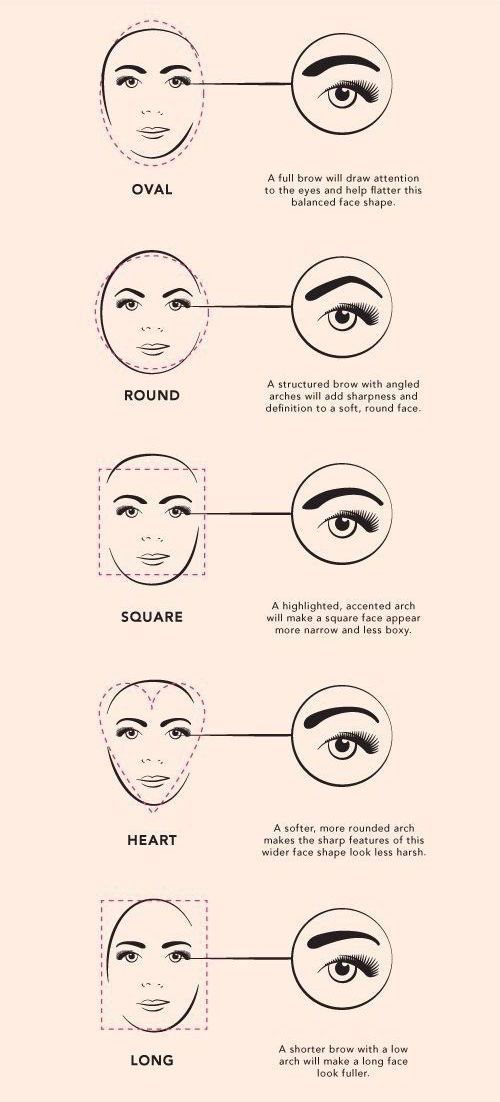 OVAL
A full brow will draw attention
to the eyes and help flatter this
balanced face shape.
ROUND
A structured brow with angled
arches will add sharpness and
definition to a soft, round face.
SQUARE
A highlighted, accented arch
will make a square face appear
more narrow and less boxy.
HEART
A softer, more rounded arch
makes the sharp features of this
wider face shape look less harsh.
LONG
A shorter brow with a low
arch will make a long face
look fuller.